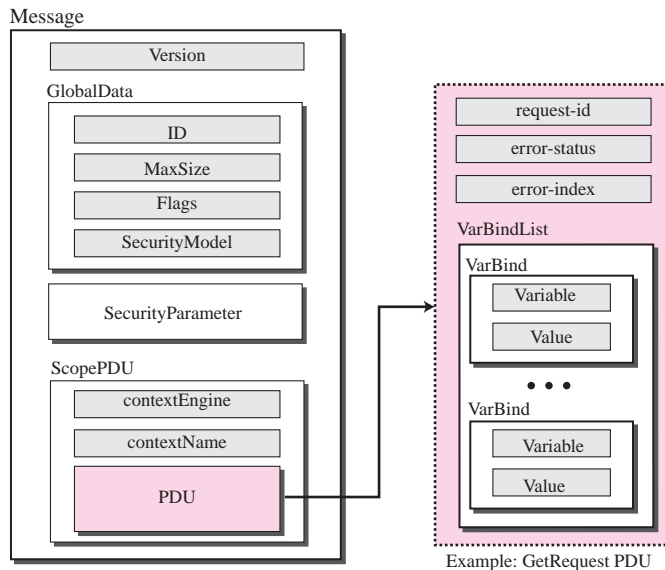 Message
Version
GlobalData
ID
MaxSize
Flags
SecurityModel
SecurityParameter
ScopePDU
contextEngine
contextName
PDU
request-id
error-status
error-index
VarBindList
VarBind
Variable
Value
VarBind
Variable
Value
Example: GetRequest PDU